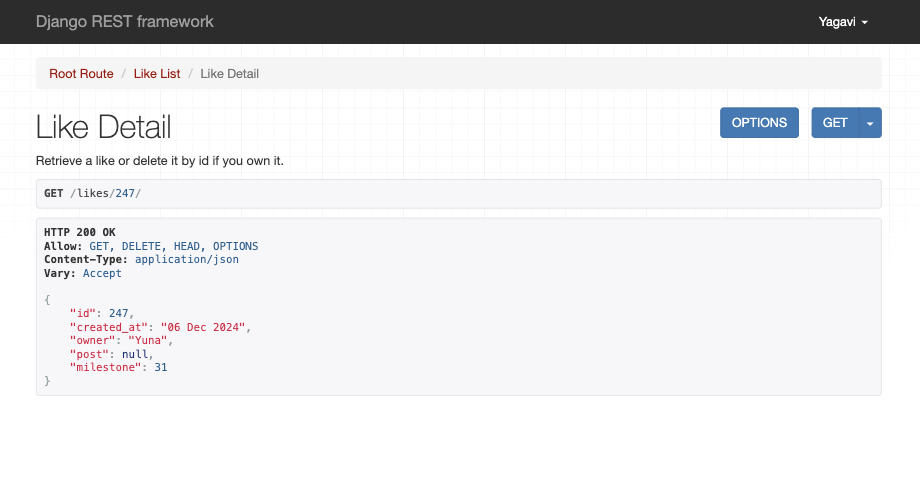 Django REST framework
Yagavi
Root Route / Like List / Like Detail
Like Detail
OPTIONS
GET
Retrieve a like or delete it by id if you own it.
GET /likes/247/
HTTP 200 OK
Allow: GET, DELETE, HEAD, OPTIONS
Content-Type: application/json
Vary: Accept
{
    "id": 247,
    "created_at": "06 Dec 2024",
    "owner": "Yuna",
    "post": null,
    "milestone": 31
}